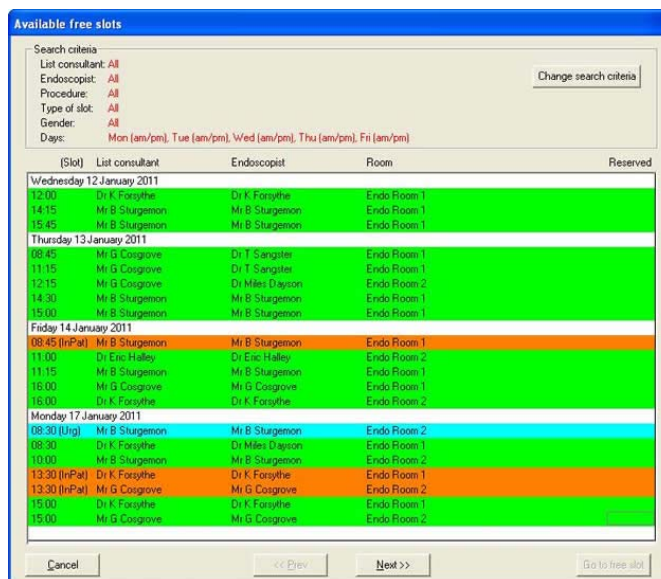 Available free slots
Search criteria
List consultant: All
Endoscopist: All
Procedure: All
Type of slot: All
Gender: All
Days: Mon (am/pm), Tue (am/pm), Wed (am/pm), Thu (am/pm), Fri (am/pm)
Change search criteria
(Slot) List consultant Endoscopist Room Reserved
Wednesday 12 January 2011
12:00 Dr K Forsythe Dr K Forsythe Endo Room 1
14:15 Mr B Sturgemon Mr B Sturgemon Endo Room 1
15:45 Mr B Sturgemon Mr B Sturgemon Endo Room 1
Thursday 13 January 2011
08:45 Mr G Cosgrove Dr T Sangster Endo Room 1
11:15 Mr G Cosgrove Dr T Sangster Endo Room 1
12:15 Mr G Cosgrove Dr Miles Dayson Endo Room 2
14:30 Mr B Sturgemon Mr B Sturgemon Endo Room 1
15:00 Mr B Sturgemon Mr B Sturgemon Endo Room 1
Friday 14 January 2011
08:45 (InPat) Mr B Sturgemon Mr B Sturgemon Endo Room 1
11:00 Dr Eric Halley Dr Eric Halley Endo Room 2
11:15 Mr B Sturgemon Mr B Sturgemon Endo Room 1
16:00 Mr G Cosgrove Mr G Cosgrove Endo Room 1
16:00 Dr K Forsythe Dr K Forsythe Endo Room 2
Monday 17 January 2011
08:30 (Urg) Mr B Sturgemon Mr B Sturgemon Endo Room 2
08:30 Dr K Forsythe Dr Miles Dayson Endo Room 1
10:00 Mr B Sturgemon Mr B Sturgemon Endo Room 2
13:30 (InPat) Dr K Forsythe Dr K Forsythe Endo Room 1
13:30 (InPat) Mr G Cosgrove Mr G Cosgrove Endo Room 2
15:00 Dr K Forsythe Dr K Forsythe Endo Room 1
15:00 Mr G Cosgrove Mr G Cosgrove Endo Room 2
Cancel << Prev Next >> Go to free slot